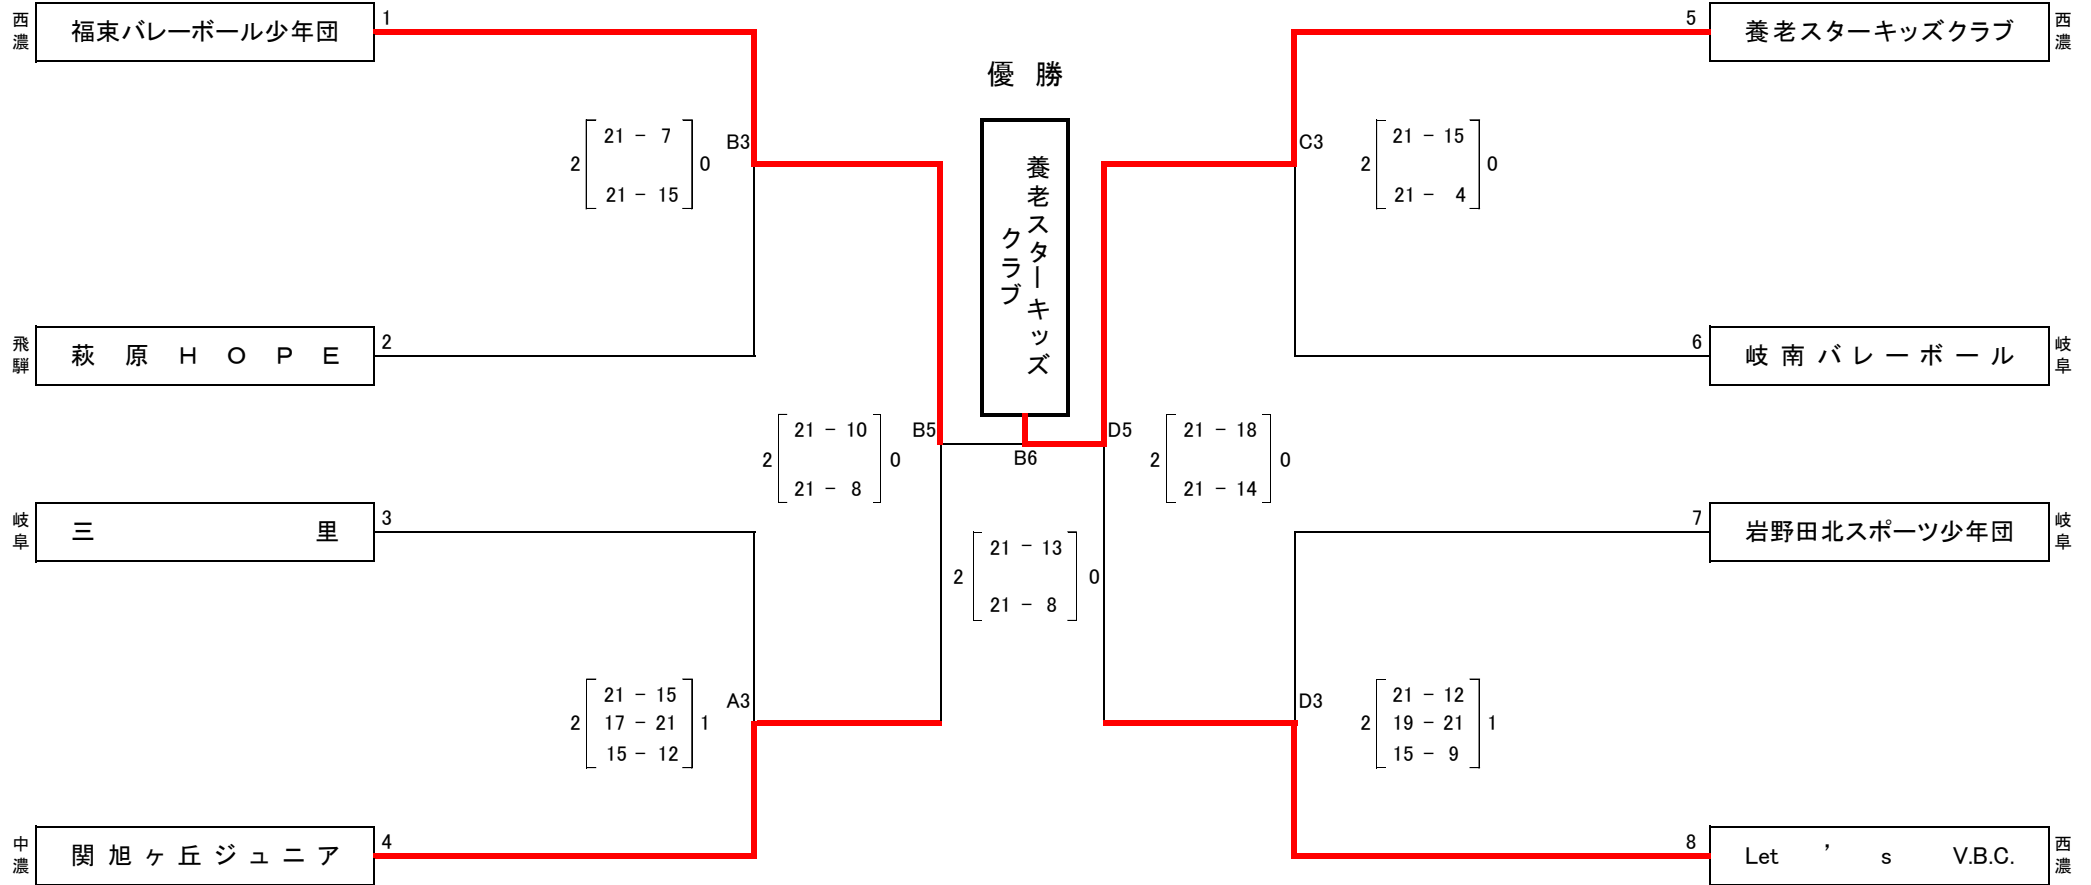 西濃
福束バレーボール少年団
1
5
養老スターキッズクラブ
西濃
優 勝
養老スターキッズ
クラブ
2 21 - 7 0
21 - 15
B3
C3
2 21 - 15 0
21 - 4
飛騨
萩原HOPE
2
6
岐南バレーボール
岐阜
2 21 - 10 0
21 - 8
B5
B6
D5
2 21 - 18 0
21 - 14
岐阜
三里
3
7
岩野田北スポーツ少年団
岐阜
2 21 - 13 0
21 - 8
2 21 - 15 1
17 - 21
15 - 12
A3
D3
2 21 - 12 1
19 - 21
15 - 9
中濃
関旭ヶ丘ジュニア
4
8
Let ’ s V.B.C.
西濃